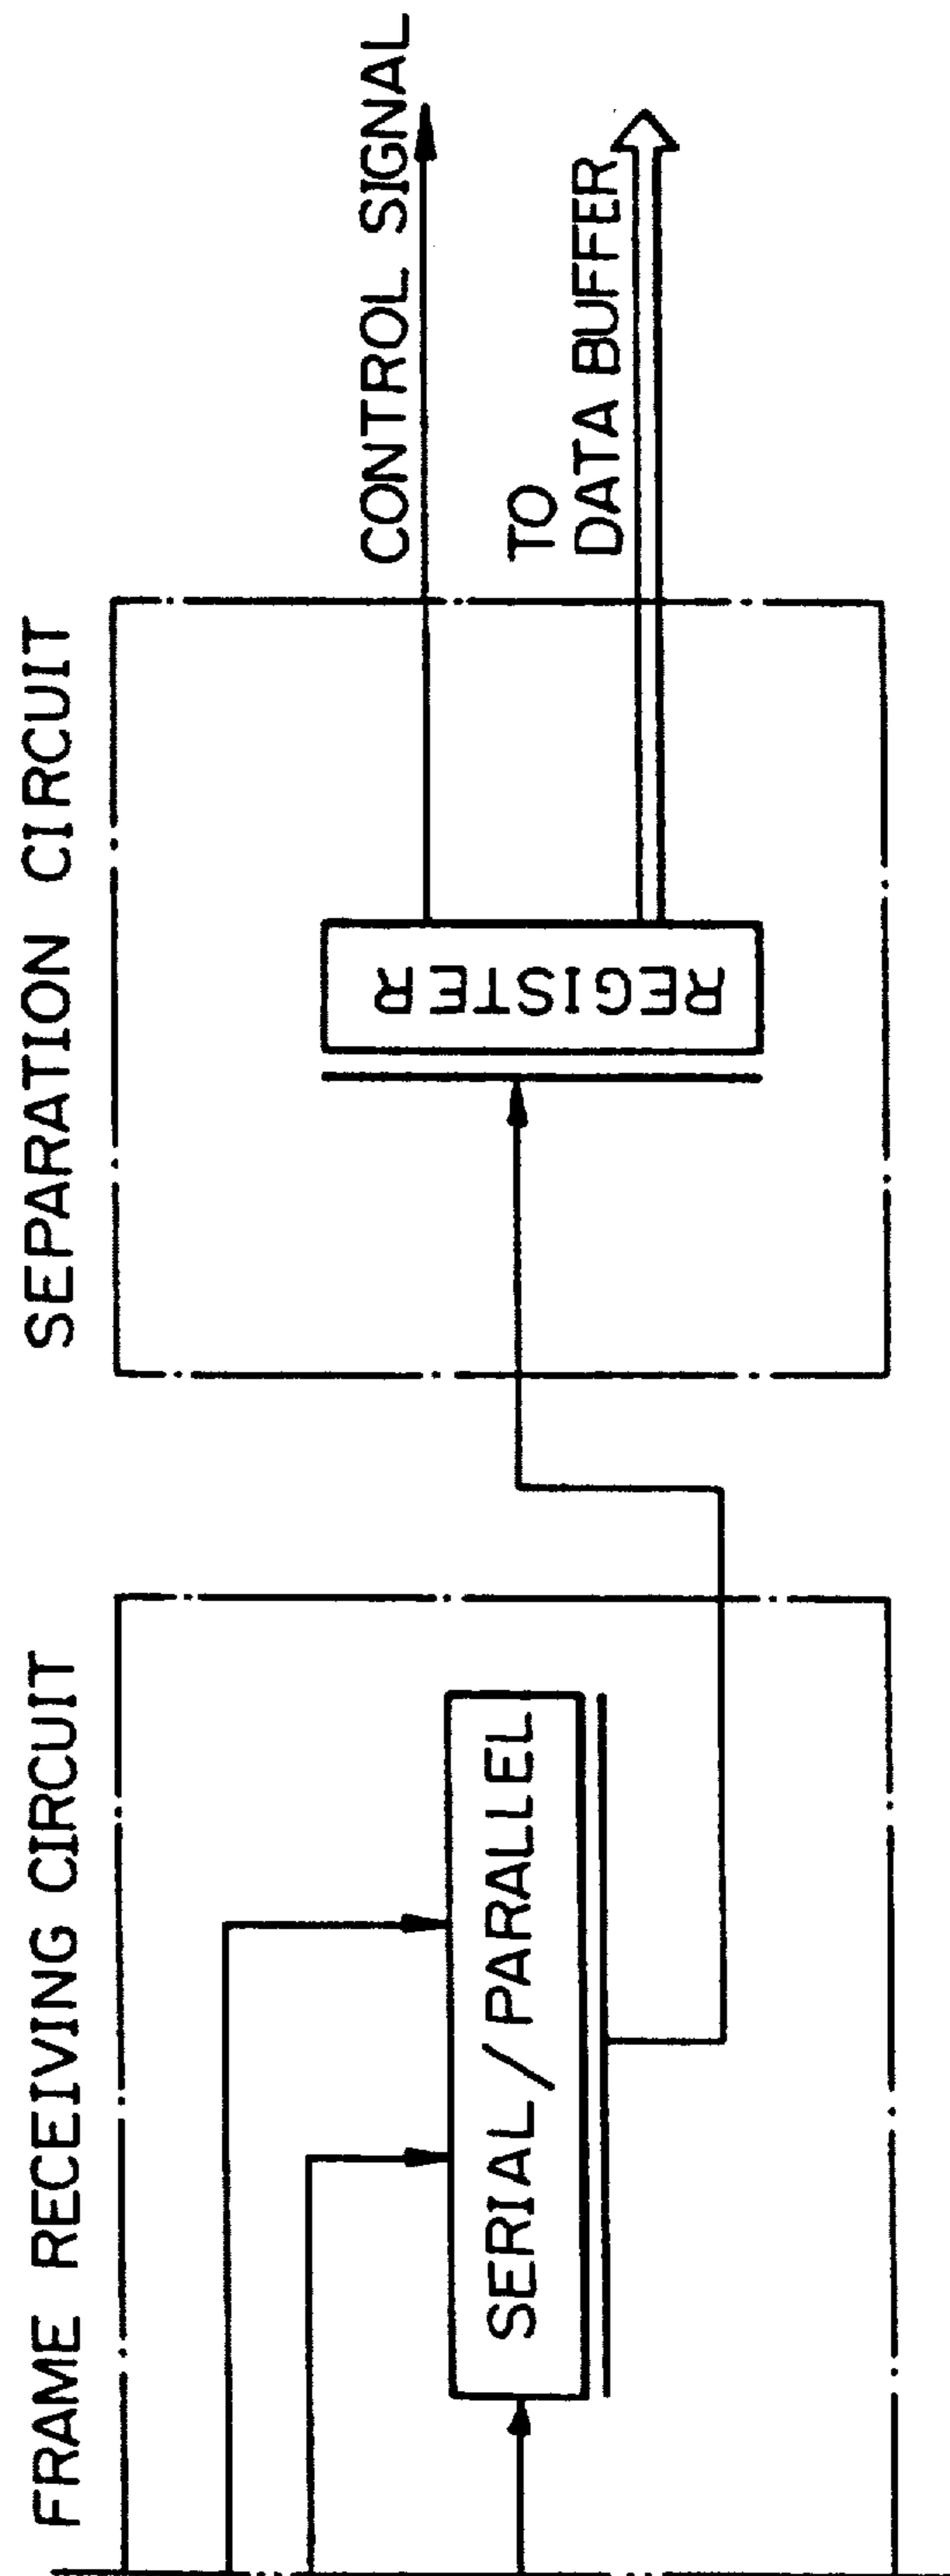 FRAME RECEIVING CIRCUIT
SERIAL/PARALLEL
SEPARATION CIRCUIT
REGISTER
CONTROL SIGNAL
TO
DATA BUFFER